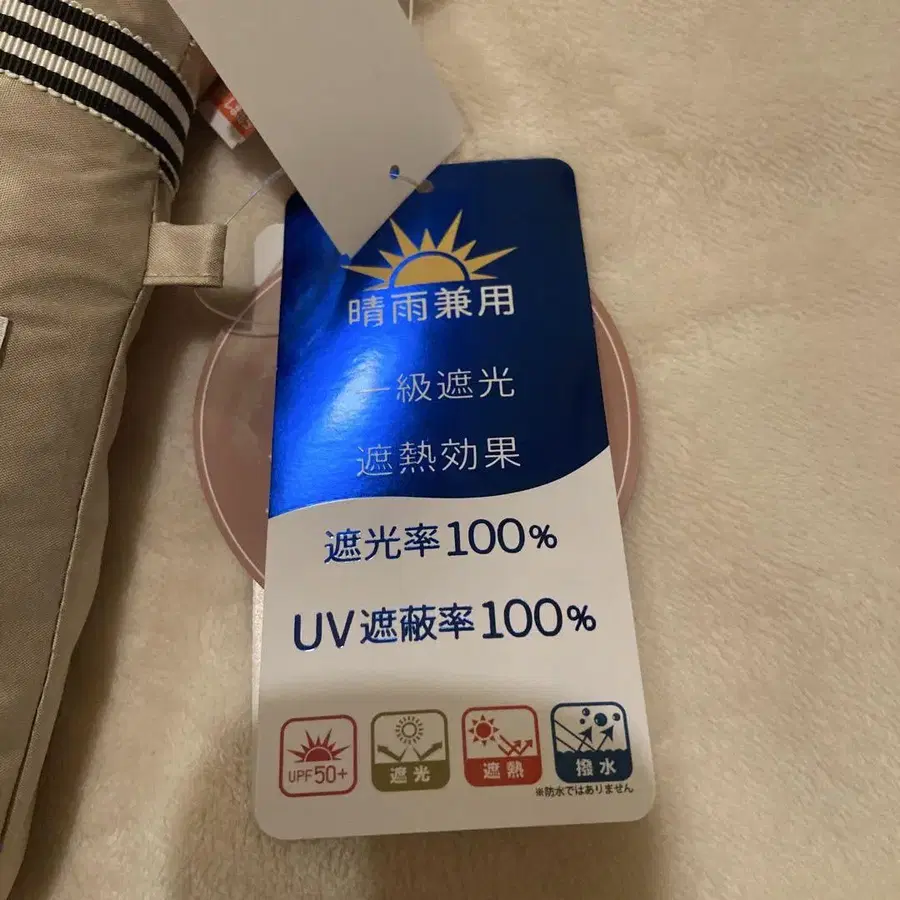 晴雨兼用
一級遮光
遮熱効果
遮光率100%
UV遮蔽率100%
UPF50+
遮光
遮熱
撥水
※防水ではありません